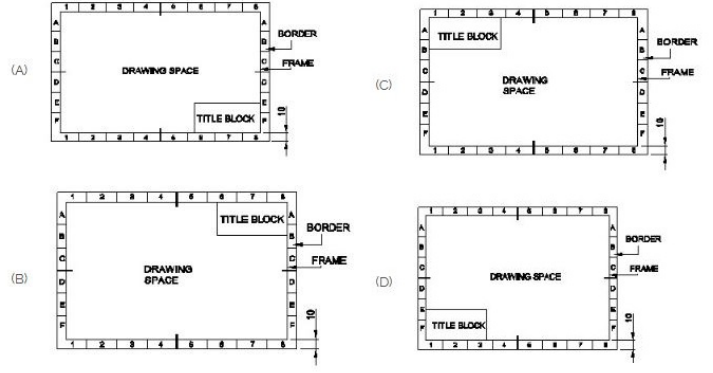 1 2 3 4 5 6 7 8
A A
B B
BORDER
C C
FRAME
(A)
DRAWING SPACE
D D
E E
F F
TITLE BLOCK
10
1 2 3 4 5 6 7 8
1 2 3 4 5 6 7 8
TITLE BLOCK
A A
B B
BORDER
C C
FRAME
(C)
DRAWING
SPACE
D D
E E
F F
10
1 2 3 4 5 6 7 8
1 2 3 4 5 6 7 8
A A
TITLE BLOCK
B B
BORDER
C C
FRAME
(B)
DRAWING
SPACE
D D
E E
F F
10
1 2 3 4 5 6 7 8
1 2 3 4 5 6 7 8
A A
B B
BORDER
C C
FRAME
(D)
DRAWING SPACE
D D
E E
F F
TITLE BLOCK
10
1 2 3 4 5 6 7 8